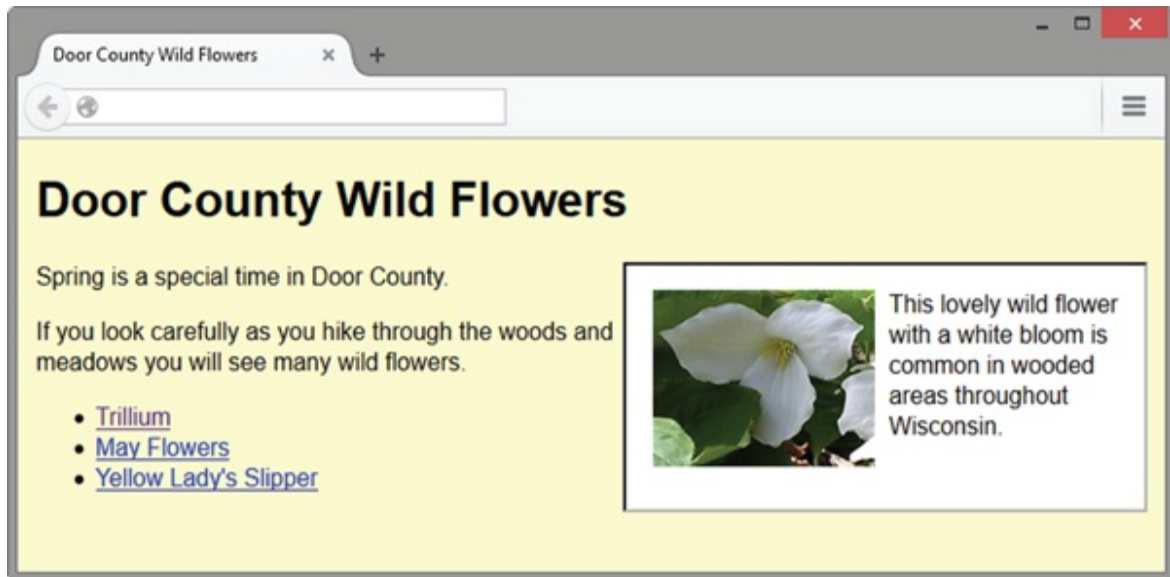 Door County Wild Flowers
Door County Wild Flowers
Spring is a special time in Door County.
If you look carefully as you hike through the woods and
meadows you will see many wild flowers.
Trillium
May Flowers
Yellow Lady's Slipper
This lovely wild flower
with a white bloom is
common in wooded
areas throughout
Wisconsin.